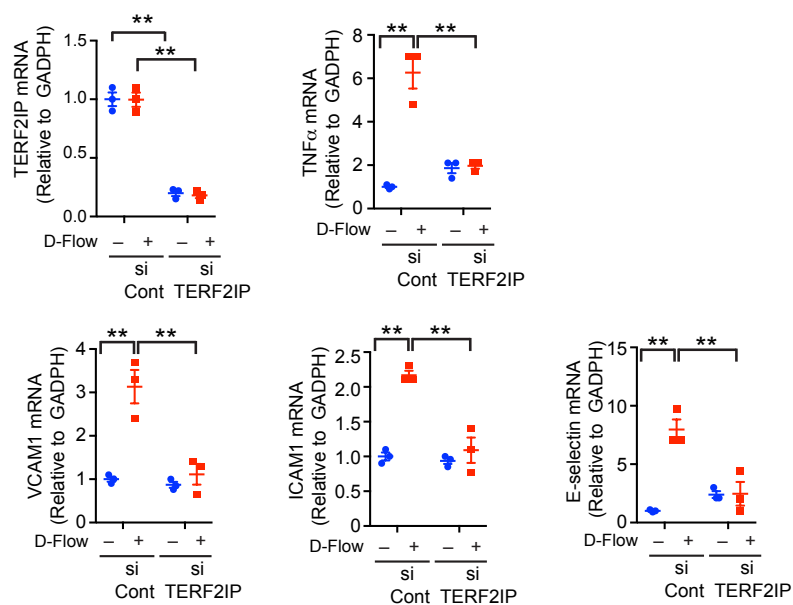 TERF2IP mRNA
(Relative to GADPH)
1.5
1.0
0.5
0.0
** **
D-Flow – + – +
si si
Cont TERF2IP
TNFα mRNA
(Relative to GADPH)
8
6
4
2
0
** **
D-Flow – + – +
si si
Cont TERF2IP
VCAM1 mRNA
(Relative to GADPH)
4
3
2
1
0
** **
D-Flow – + – +
si si
Cont TERF2IP
ICAM1 mRNA
(Relative to GADPH)
2.5
2.0
1.5
1.0
0.5
0.0
** **
D-Flow – + – +
si si
Cont TERF2IP
E-selectin mRNA
(Relative to GADPH)
15
10
5
0
** **
D-Flow – + – +
si si
Cont TERF2IP